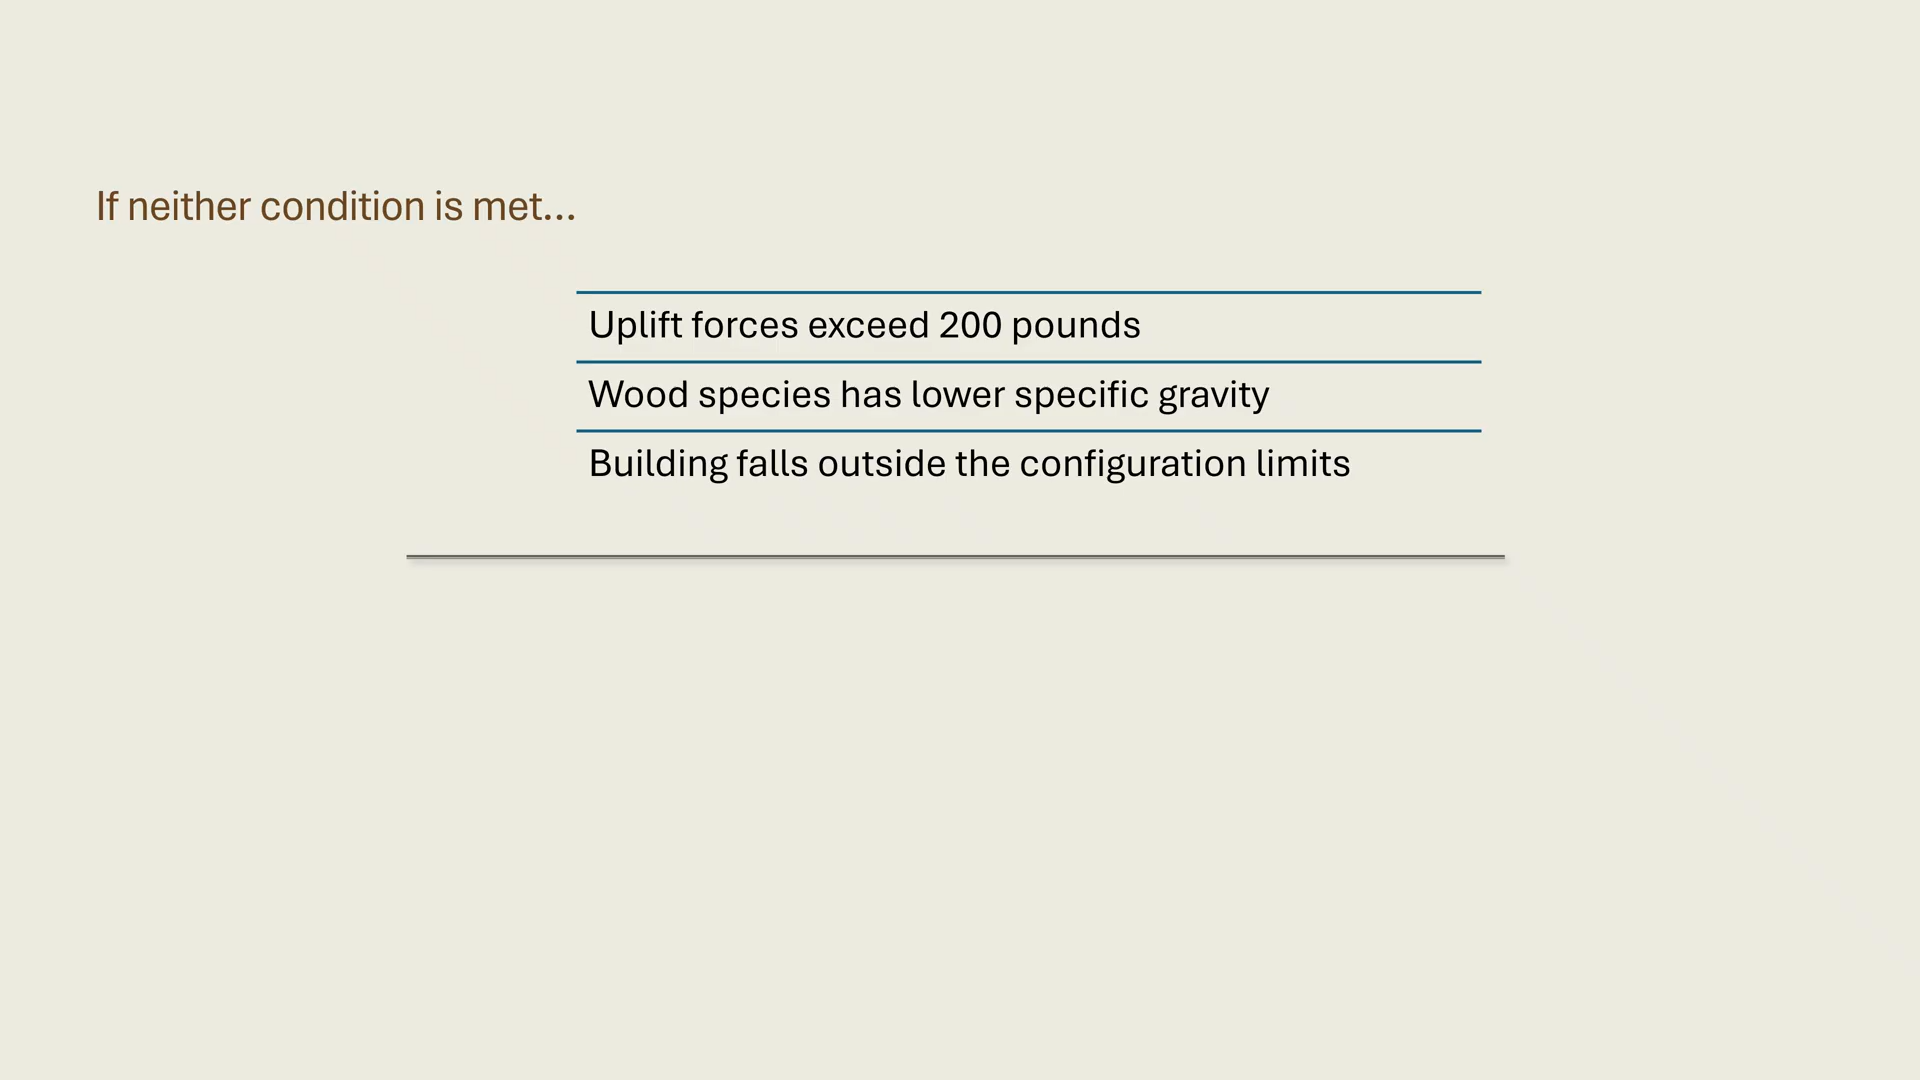 If neither condition is met...
Uplift forces exceed 200 pounds
Wood species has lower specific gravity
Building falls outside the configuration limits